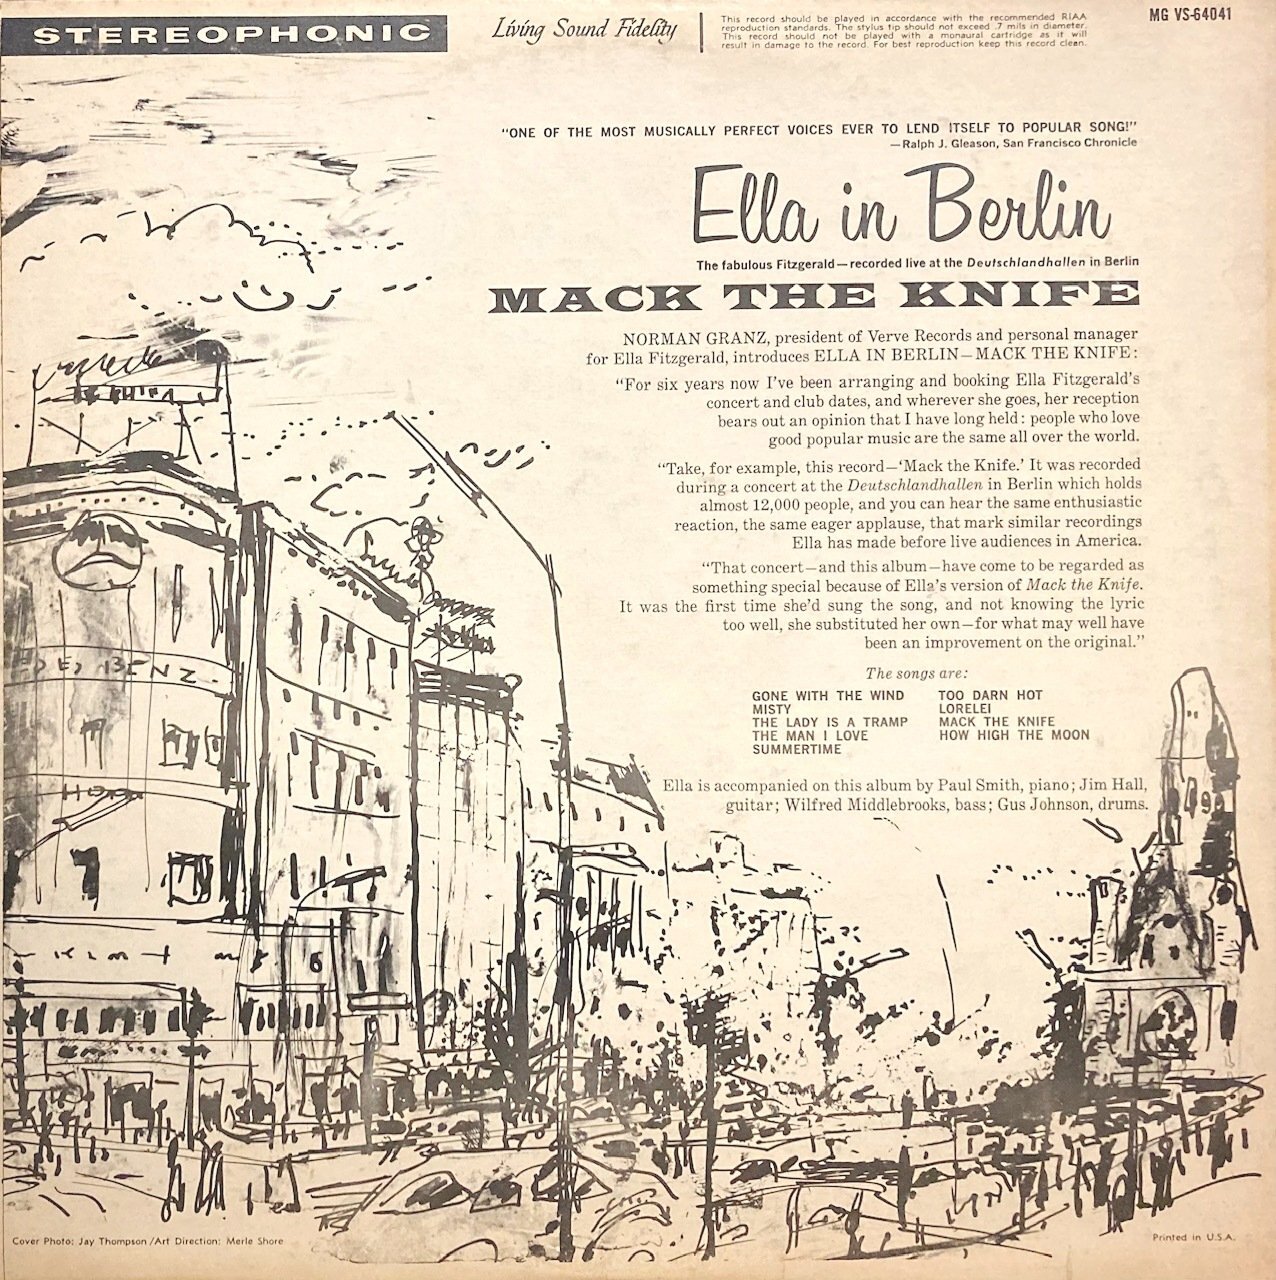 STEREOPHONIC
Living Sound Fidelity
This record should be played in accordance with the recommended RIAA
reproduction standards. The stylus tip should not exceed .7 mils in diameter.
This record should not be played with a monaural cartridge as it will
result in damage to the record. For best reproduction keep this record clean.
MG VS-64041
"ONE OF THE MOST MUSICALLY PERFECT VOICES EVER TO LEND ITSELF TO POPULAR SONG!"
—Ralph J. Gleason, San Francisco Chronicle
Ella in Berlin
The fabulous Fitzgerald—recorded live at the Deutschlandhallen in Berlin
MACK THE KNIFE
NORMAN GRANZ, president of Verve Records and personal manager
for Ella Fitzgerald, introduces ELLA IN BERLIN—MACK THE KNIFE:
"For six years now I've been arranging and booking Ella Fitzgerald's
concert and club dates, and wherever she goes, her reception
bears out an opinion that I have long held: people who love
good popular music are the same all over the world.
"Take, for example, this record—'Mack the Knife.' It was recorded
during a concert at the Deutschlandhallen in Berlin which holds
almost 12,000 people, and you can hear the same enthusiastic
reaction, the same eager applause, that mark similar recordings
Ella has made before live audiences in America.
"That concert—and this album—have come to be regarded as
something special because of Ella's version of Mack the Knife.
It was the first time she'd sung the song, and not knowing the lyric
too well, she substituted her own—for what may well have
been an improvement on the original."
The songs are:
GONE WITH THE WIND
MISTY
THE LADY IS A TRAMP
THE MAN I LOVE
SUMMERTIME
TOO DARN HOT
LORELEI
MACK THE KNIFE
HOW HIGH THE MOON
Ella is accompanied on this album by Paul Smith, piano; Jim Hall,
guitar; Wilfred Middlebrooks, bass; Gus Johnson, drums.
BENZ
Cover Photo: Jay Thompson/Art Direction: Merle Shore
Printed in U.S.A.